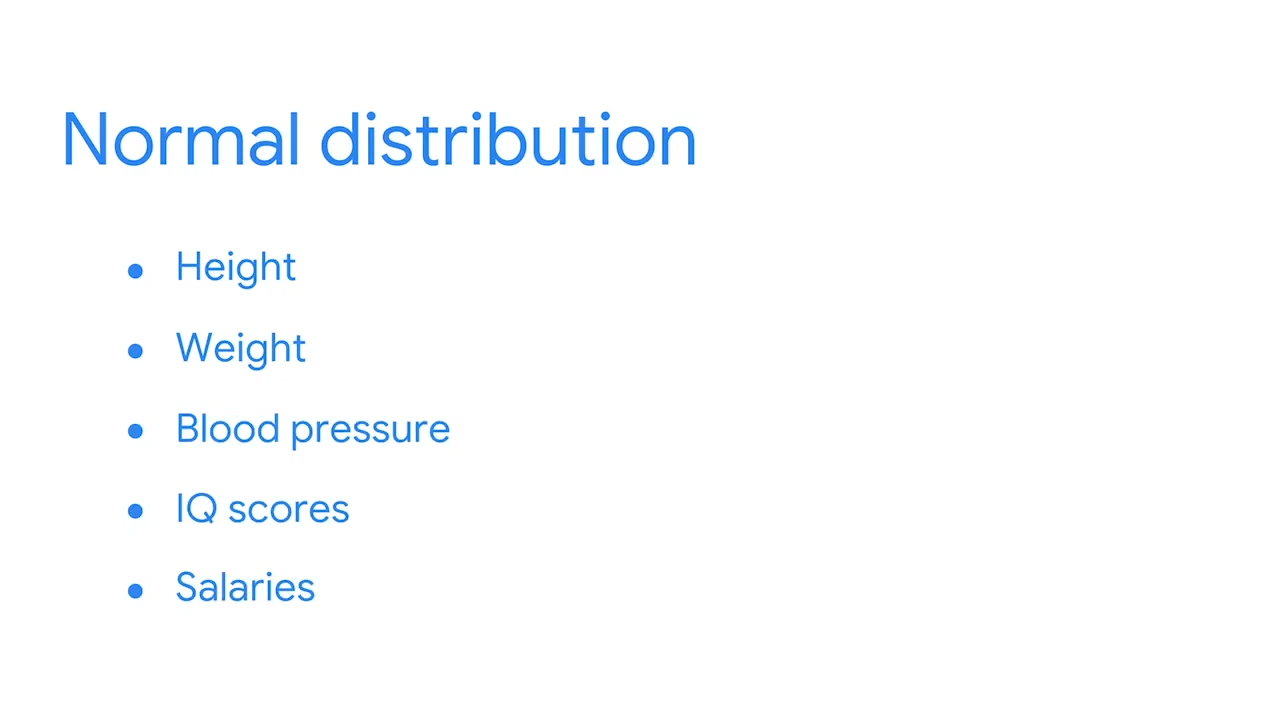 Normal distribution
● Height
● Weight
● Blood pressure
● IQ scores
● Salaries